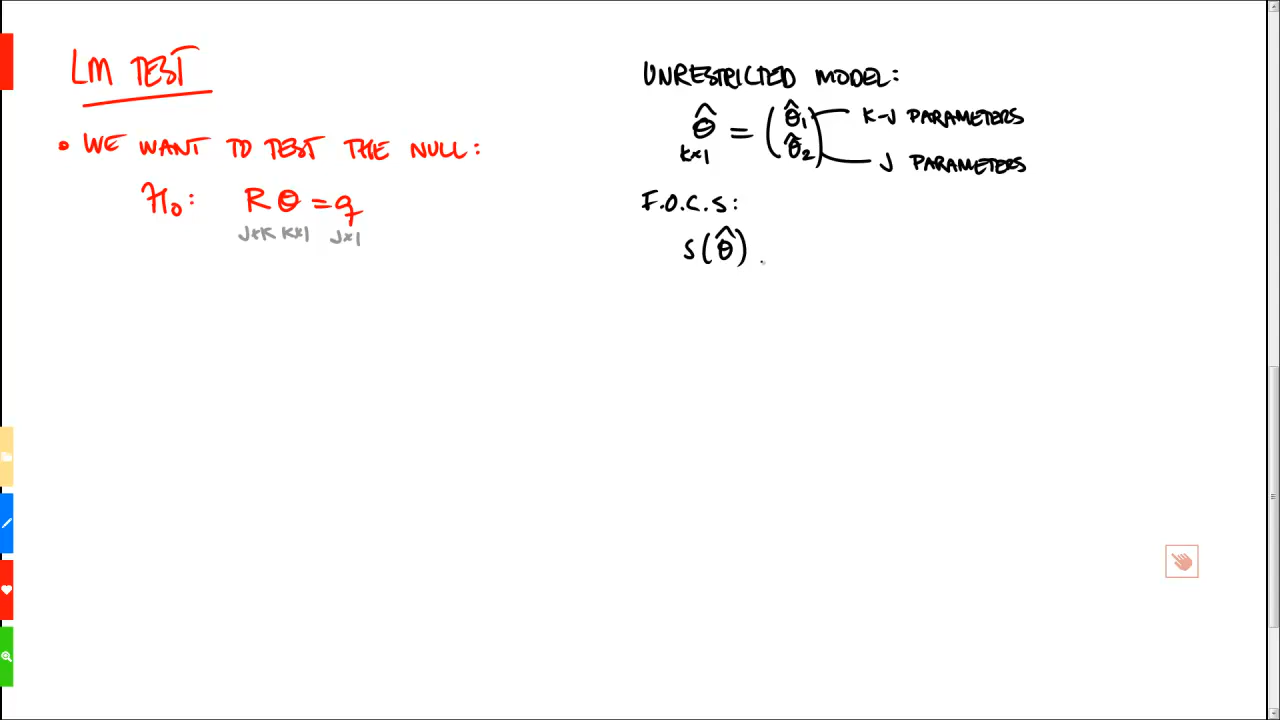 LM TEST
• WE WANT TO TEST THE NULL:
H₀: Rθ = q
J×K K×1 J×1
UNRESTRICTED MODEL:
θ̂ = (θ̂₁ K-J PARAMETERS
K×1 θ̂₂) J PARAMETERS
F.O.C.S:
S(θ̂)